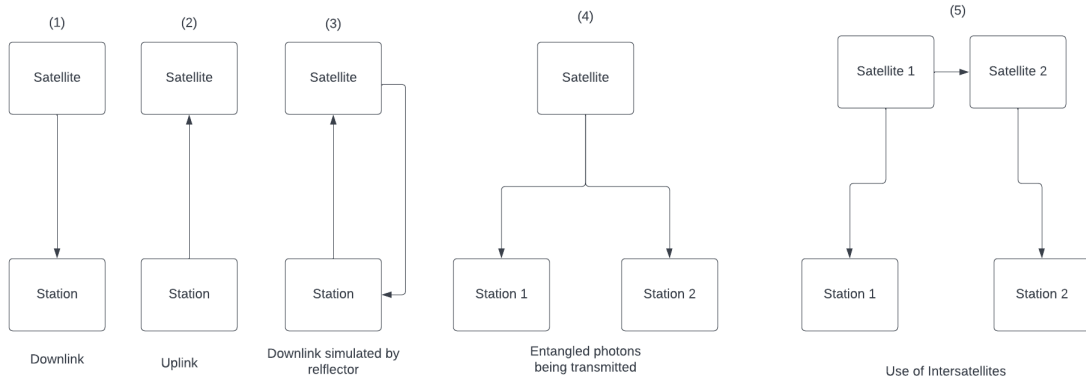 (1)
Satellite
Station
Downlink
(2)
Satellite
Station
Uplink
(3)
Satellite
Station
Downlink simulated by
relflector
(4)
Satellite
Station 1
Station 2
Entangled photons
being transmitted
(5)
Satellite 1
Satellite 2
Station 1
Station 2
Use of Intersatellites